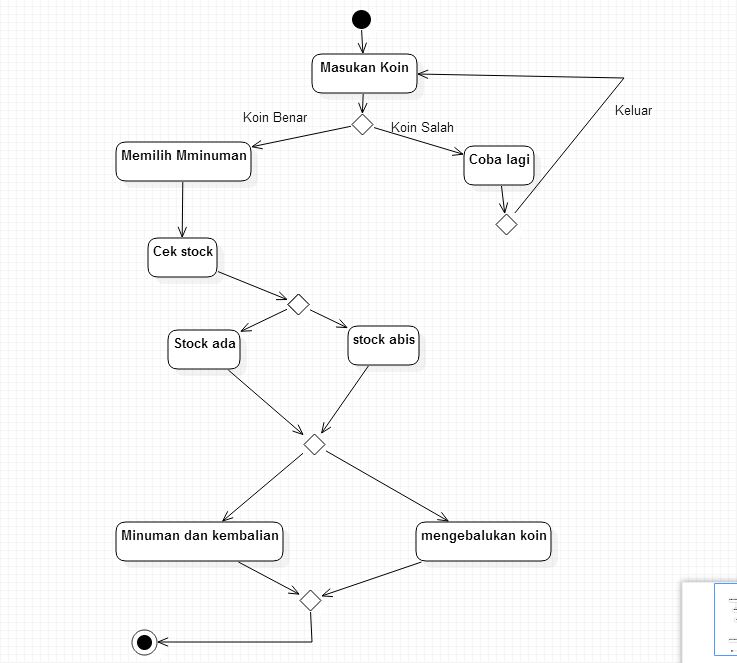 Masukan Koin
Koin Benar
Koin Salah
Keluar
Memilih Mminuman
Coba lagi
Cek stock
Stock ada
stock abis
Minuman dan kembalian
mengebalukan koin